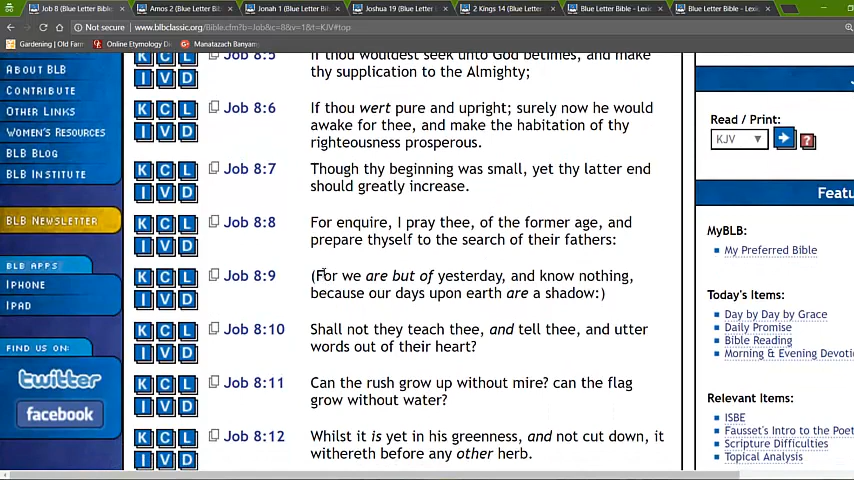 Job 8 (Blue Letter Bible:
Amos 2 (Blue Letter Bib
Jonah 1 (Blue Letter Bib
Joshua 19 (Blue Letter B
2 Kings 14 (Blue Letter
Blue Letter Bible - Lexic
Blue Letter Bible - Lexi
Not secure | www.blbclassic.org/Bible.cfm?b=Job&c=8&v=1&t=KJV#top
Gardening | Old Farm
Online Etymology D
Manatazach Banyam
ABOUT BLB
CONTRIBUTE
OTHER LINKS
WOMEN'S RESOURCES
BLB BLOG
BLB INSTITUTE
BLB NEWSLETTER
BLB APPS
IPHONE
IPAD
FIND US ON:
twitter
facebook
K C L
I V D
Job 8:5
If thou wouldest seek unto God betimes, and make
thy supplication to the Almighty;
K C L
I V D
Job 8:6
If thou wert pure and upright; surely now he would
awake for thee, and make the habitation of thy
righteousness prosperous.
K C L
I V D
Job 8:7
Though thy beginning was small, yet thy latter end
should greatly increase.
K C L
I V D
Job 8:8
For enquire, I pray thee, of the former age, and
prepare thyself to the search of their fathers:
K C L
I V D
Job 8:9
(For we are but of yesterday, and know nothing,
because our days upon earth are a shadow:)
K C L
I V D
Job 8:10
Shall not they teach thee, and tell thee, and utter
words out of their heart?
K C L
I V D
Job 8:11
Can the rush grow up without mire? can the flag
grow without water?
K C L
I V D
Job 8:12
Whilst it is yet in his greenness, and not cut down, it
withereth before any other herb.
Read / Print:
KJV
?
Featu
MyBLB:
My Preferred Bible
Today's Items:
Day by Day by Grace
Daily Promise
Bible Reading
Morning & Evening Devotio
Relevant Items:
ISBE
Fausset's Intro to the Poet
Scripture Difficulties
Topical Analysis